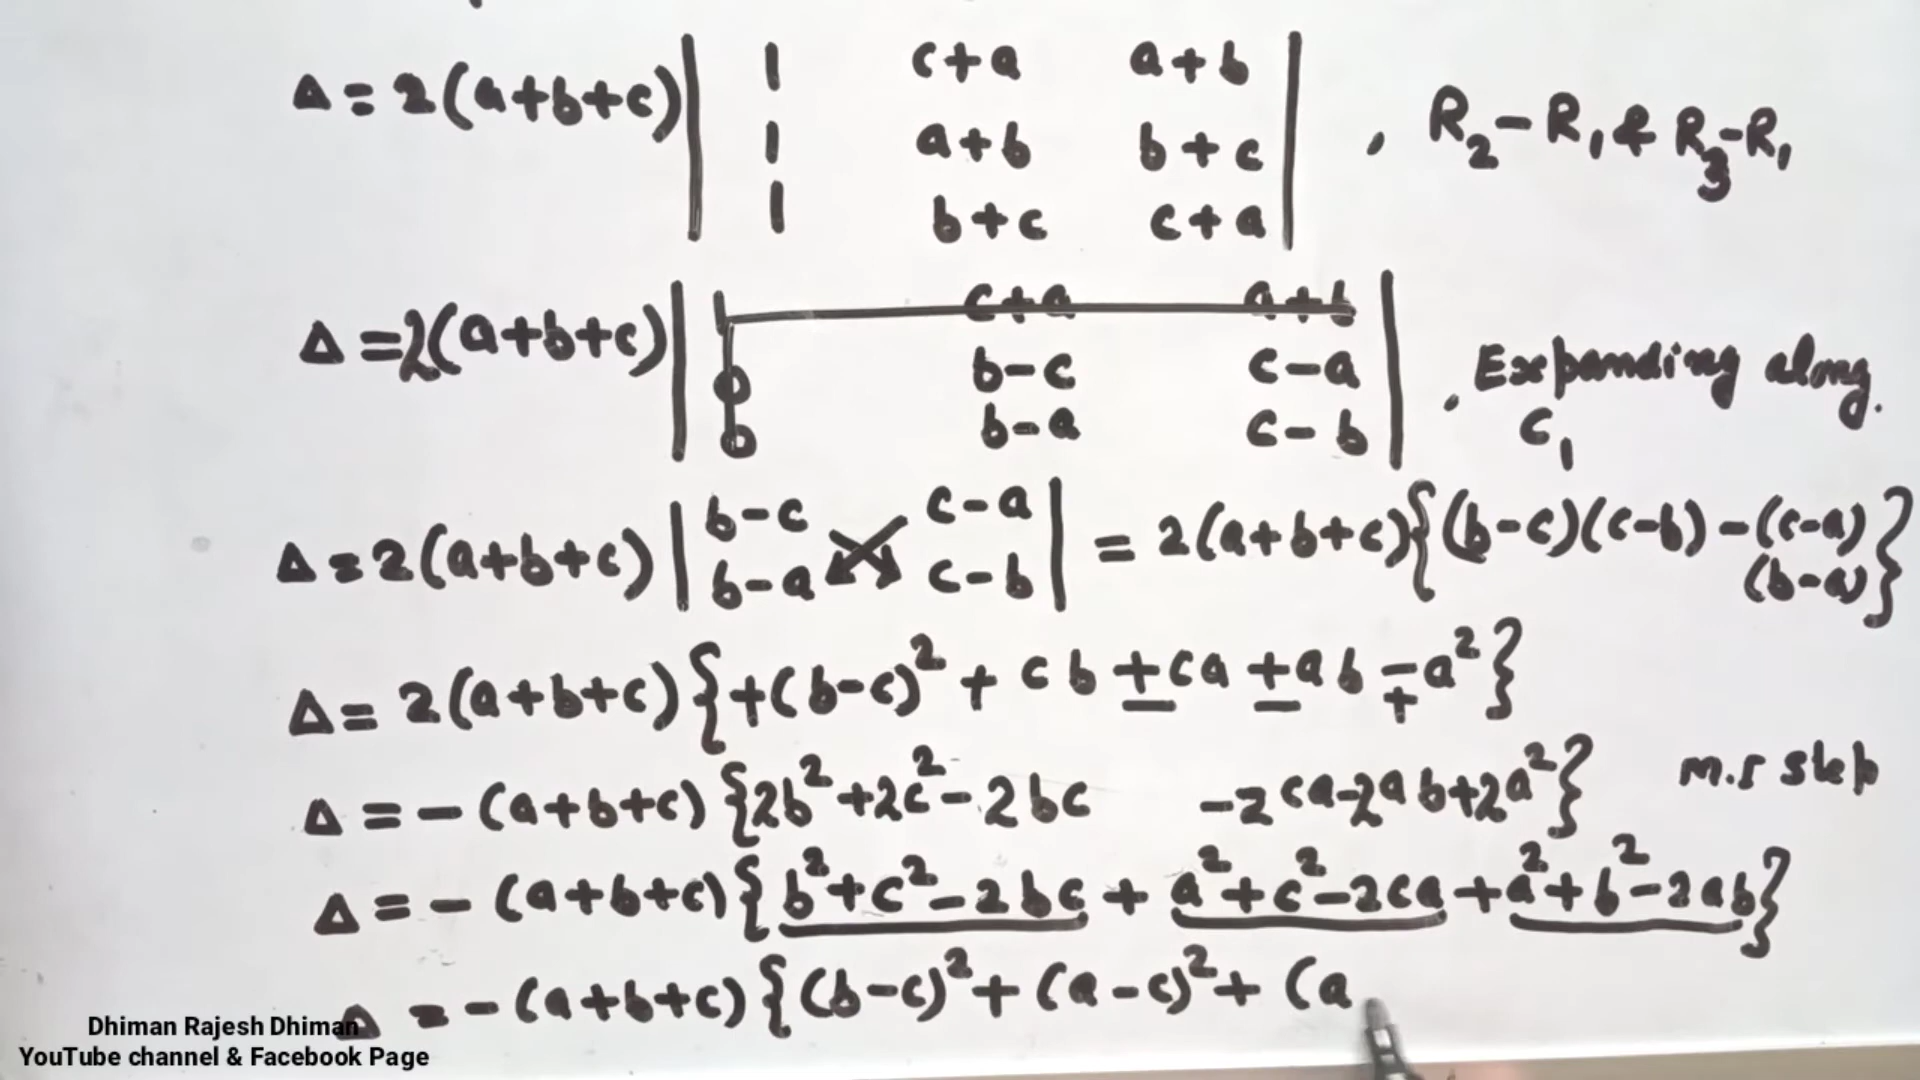 Δ = 2(a+b+c) | 1 c+a a+b
1 a+b b+c
1 b+c c+a | , R₂-R₁ & R₃-R₁
Δ = 2(a+b+c) | 1 c+a a+b
0 b-c c-a
0 b-a c-b | . Expanding along. C₁
Δ = 2(a+b+c) | b-c c-a
b-a c-b | = 2(a+b+c){(b-c)(c-b) -(c-a)
(b-a)}
Δ = 2(a+b+c){+(b-c)² + cb ± ca ± ab ∓ a²}
Δ = -(a+b+c){2b²+2c²-2bc -2ca-2ab+2a²} m.s step
Δ = -(a+b+c){b²+c²-2bc + a²+c²-2ca + a²+b²-2ab}
Δ = -(a+b+c){(b-c)²+(a-c)²+(a
Dhiman Rajesh Dhiman
YouTube channel & Facebook Page